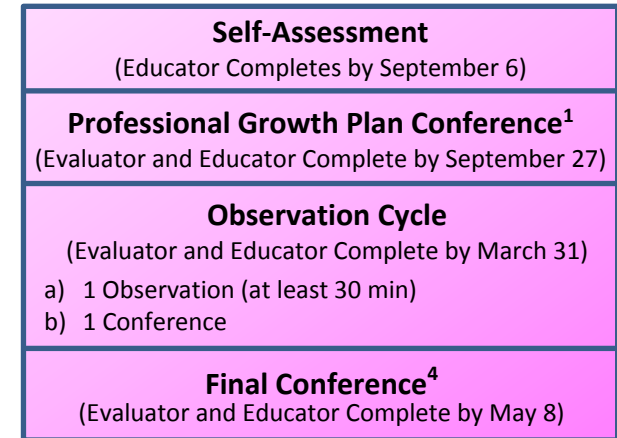 Self-Assessment
(Educator Completes by September 6)
Professional Growth Plan Conference¹
(Evaluator and Educator Complete by September 27)
Observation Cycle
(Evaluator and Educator Complete by March 31)
a) 1 Observation (at least 30 min)
b) 1 Conference
Final Conference⁴
(Evaluator and Educator Complete by May 8)